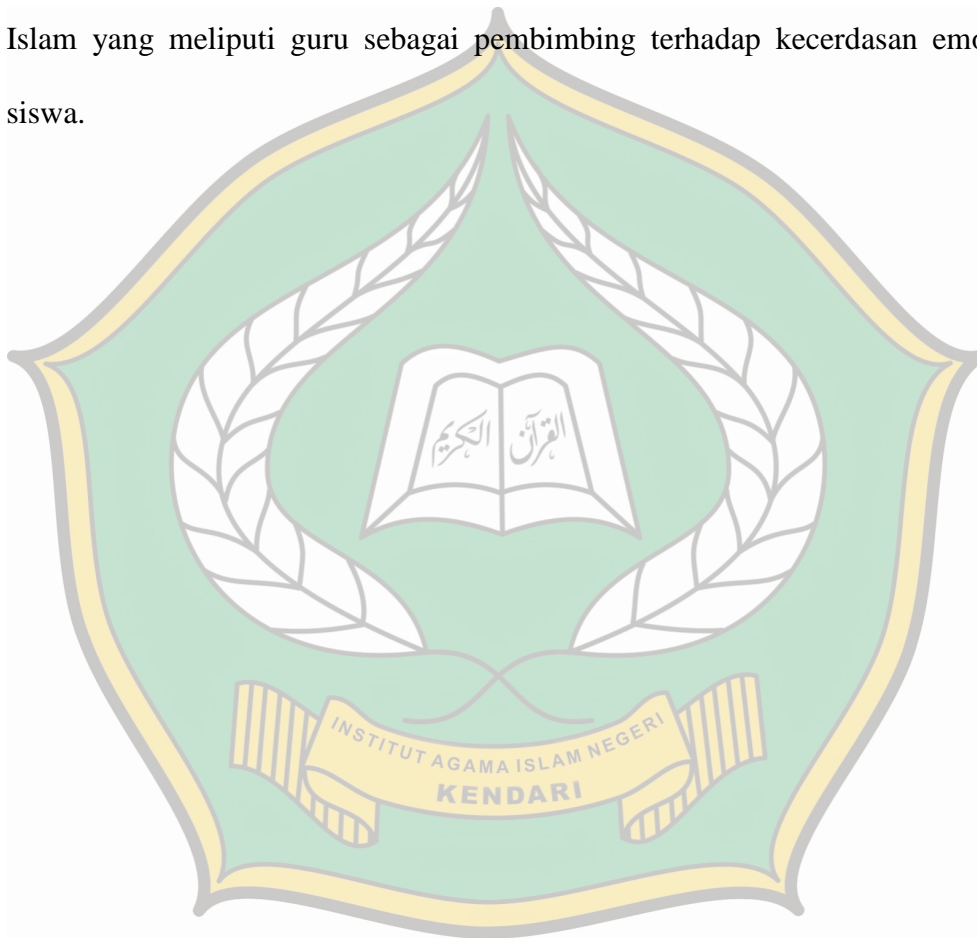 Islam yang meliputi guru sebagai pembimbing terhadap kecerdasan emo
siswa.
القرآن الكريم
INSTITUT AGAMA ISLAM NEGERI
KENDARI